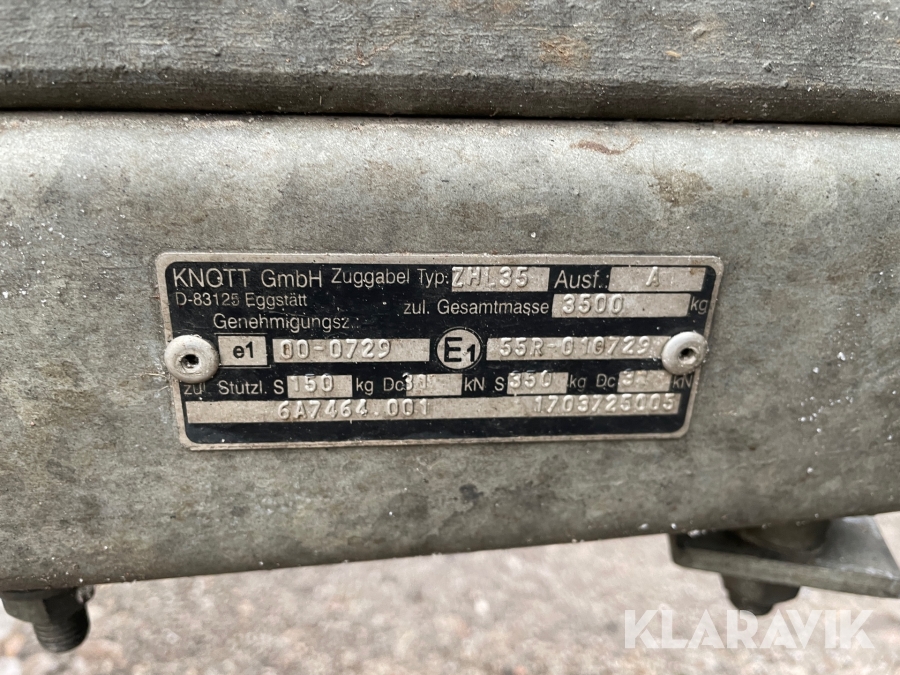 KNOTT GmbH Zuggabel Typ: ZHL35 Ausf.: A
D-83125 Eggstätt zul. Gesamtmasse 3500 kg
Genehmigungsz.:
e1 00-0729 E1 55R-010729
zul. Stützl. S 150 kg Dc kN S 350 kg Dc kN
6A7464.001 1703725005
KLARAVIK